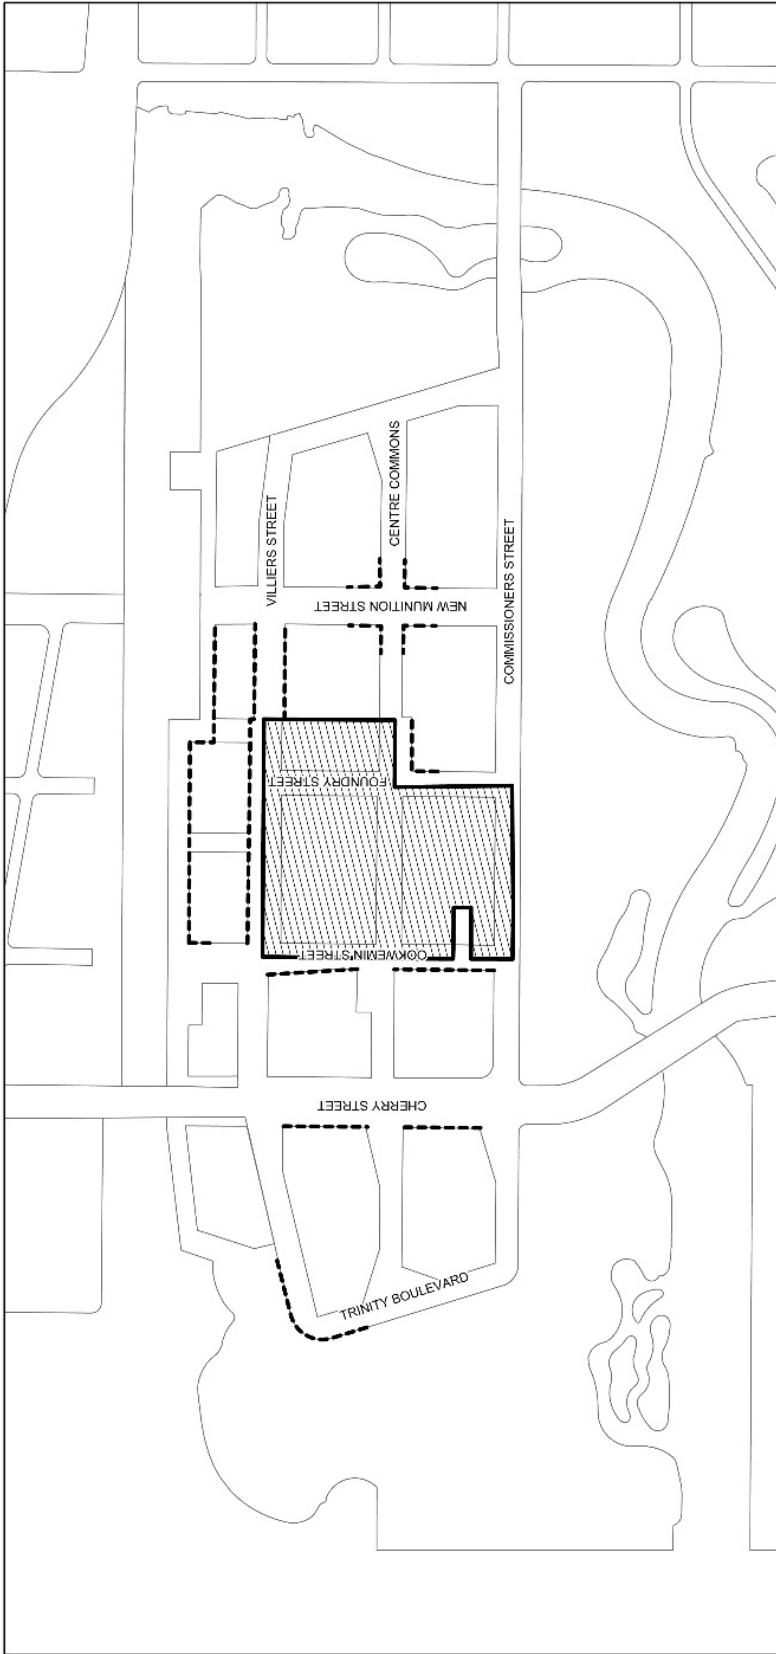 CENTRE COMMONS
VILLIERS STREET
COMMISSIONERS STREET
NEW MUNITION STREET
FOUNDRY STREET
OOKWEMIN STREET
CHERRY STREET
TRINITY BOULEVARD